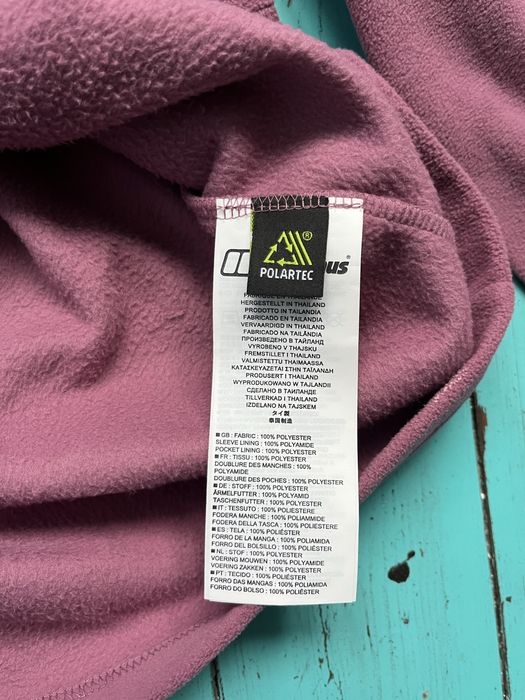 ®
POLARTEC
us®
FABRIQUÉ EN THAÏLANDE
HERGESTELLT IN THAILAND
PRODOTTO IN TAILANDIA
FABRICADO EN TAILANDIA
VERVAARDIGD IN THAILAND
FABRICADO NA TAILÂNDIA
ПРОИЗВЕДЕНО В ТАЙЛАНД
VYROBENO V THAJSKU
FREMSTILLET I THAILAND
VALMISTETTU THAIMAASSA
ΚΑΤΑΣΚΕΥΑΖΕΤΑΙ ΣΤΗΝ ΤΑΪΛΑΝΔΗ
PRODUSERT I THAILAND
WYPRODUKOWANO W TAJLANDII
СДЕЛАНО В ТАИЛАНДЕ
TILLVERKAD I THAILAND
IZDELANO NA TAJSKEM
タイ製
泰国制造
■ GB : FABRIC : 100% POLYESTER
SLEEVE LINING : 100% POLYAMIDE
POCKET LINING : 100% POLYESTER
■ FR : TISSU : 100% POLYESTER
DOUBLURE DES MANCHES : 100%
POLYAMIDE
DOUBLURE DES POCHES : 100% POLYESTER
■ DE : STOFF : 100% POLYESTER
ÄRMELFUTTER : 100% POLYAMID
TASCHENFUTTER : 100% POLYESTER
■ IT : TESSUTO : 100% POLIESTERE
FODERA MANICHE : 100% POLIAMMIDE
FODERA DELLA TASCA : 100% POLIESTERE
■ ES : TELA : 100% POLIÉSTER
FORRO DE LA MANGA : 100% POLIAMIDA
FORRO DEL BOLSILLO : 100% POLIÉSTER
■ NL : STOF : 100% POLYESTER
VOERING MOUWEN : 100% POLYAMIDE
VOERING ZAKKEN : 100% POLYESTER
■ PT : TECIDO : 100% POLIÉSTER
FORRO DAS MANGAS : 100% POLIAMIDA
FORRO DO BOLSO : 100% POLIÉSTER